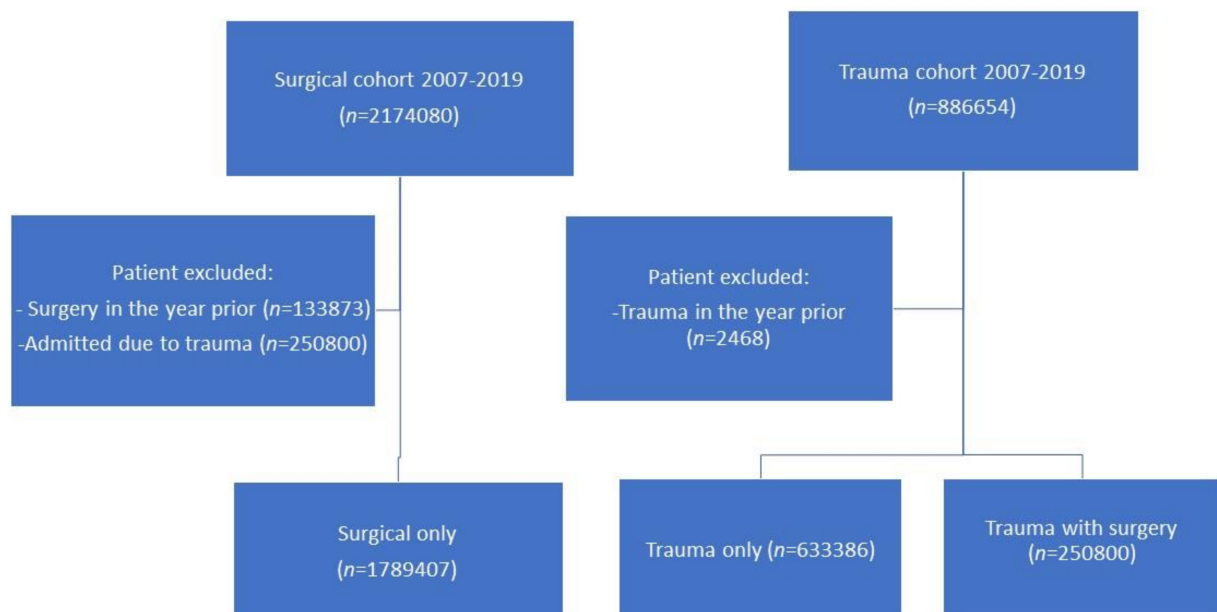 Surgical cohort 2007-2019
(n=2174080)
Trauma cohort 2007-2019
(n=886654)
Patient excluded:
- Surgery in the year prior (n=133873)
-Admitted due to trauma (n=250800)
Patient excluded:
-Trauma in the year prior
(n=2468)
Surgical only
(n=1789407)
Trauma only (n=633386)
Trauma with surgery
(n=250800)